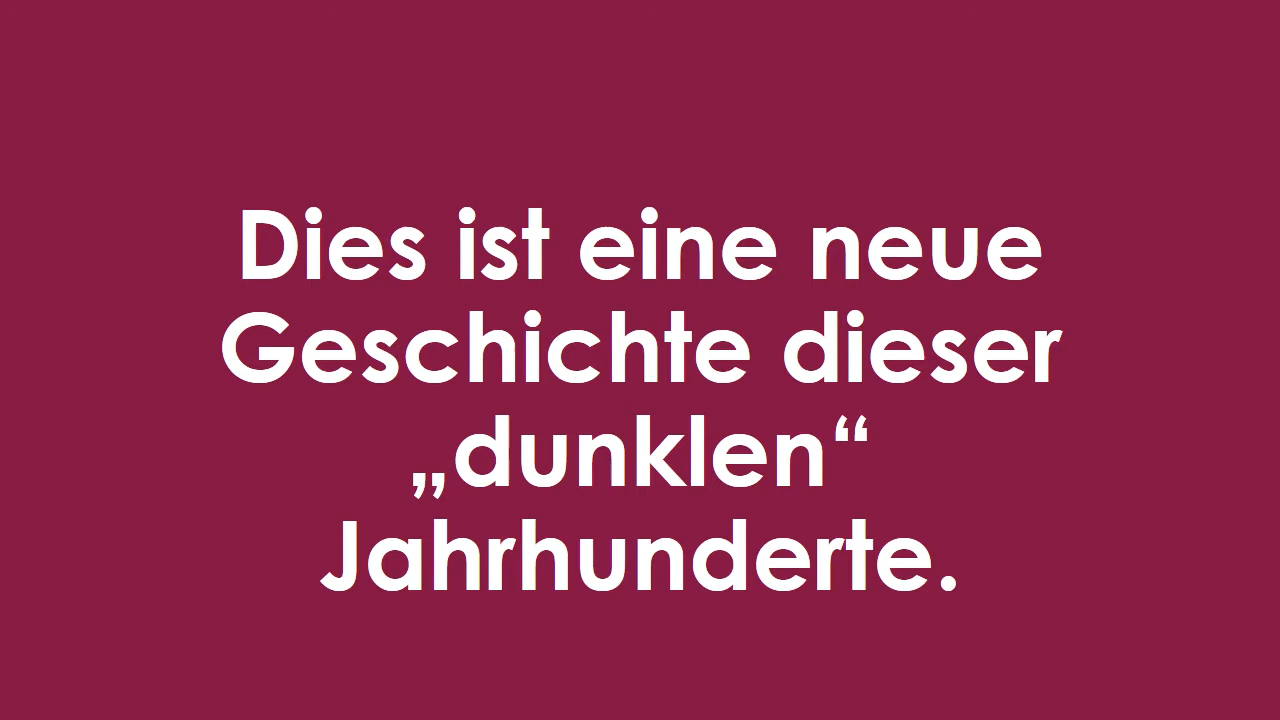 Dies ist eine neue
Geschichte dieser
„dunklen“
Jahrhunderte.